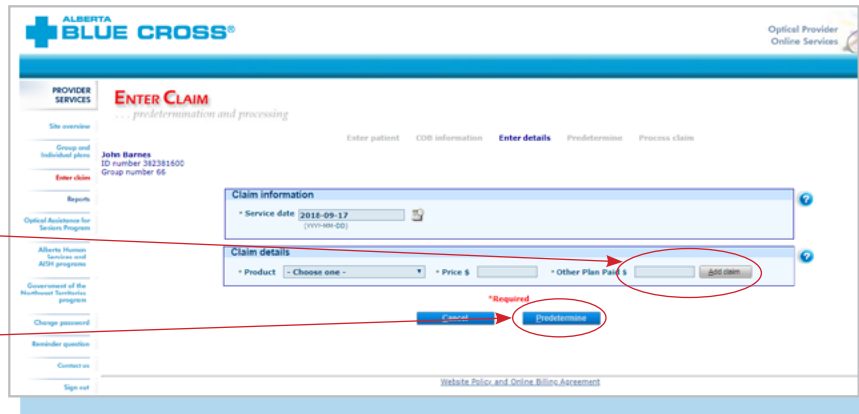 ALBERTA
BLUE CROSS®
Optical Provider
Online Services
PROVIDER
SERVICES
Site overview
Group and
Individual plans
Enter claim
Reports
Optical Assistance for
Seniors Program
Alberta Human
Services and
AISH programs
Government of the
Northwest Territories
program
Change password
Reminder question
Contact us
Sign out
ENTER CLAIM
. . . predetermination and processing
Enter patient COB information Enter details Predetermine Process claim
John Barnes
ID number 382381600
Group number 66
Claim information
* Service date 2018-09-17
(YYYY-MM-DD)
?
Claim details
* Product - Choose one - * Price $ * Other Plan Paid $ Add claim
?
*Required
Cancel Predetermine
Website Policy and Online Billing Agreement